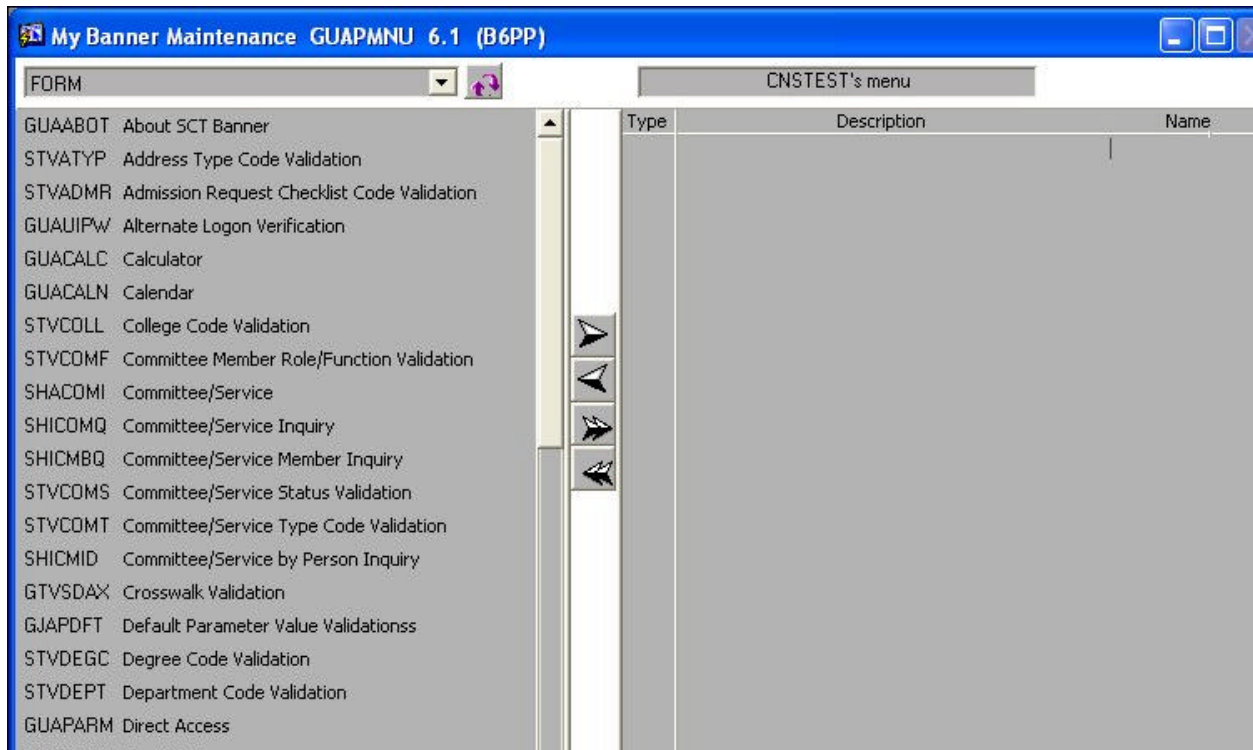 My Banner Maintenance GUAPMNU 6.1 (B6PP)
FORM
CNSTEST's menu
Type Description Name
GUAABOT About SCT Banner
STVATYP Address Type Code Validation
STVADMR Admission Request Checklist Code Validation
GUAUIPW Alternate Logon Verification
GUACALC Calculator
GUACALN Calendar
STVCOLL College Code Validation
STVCOMF Committee Member Role/Function Validation
SHACOMI Committee/Service
SHICOMQ Committee/Service Inquiry
SHICMBQ Committee/Service Member Inquiry
STVCOMS Committee/Service Status Validation
STVCOMT Committee/Service Type Code Validation
SHICMID Committee/Service by Person Inquiry
GTVSDAX Crosswalk Validation
GJAPDFT Default Parameter Value Validationss
STVDEGC Degree Code Validation
STVDEPT Department Code Validation
GUAPARM Direct Access